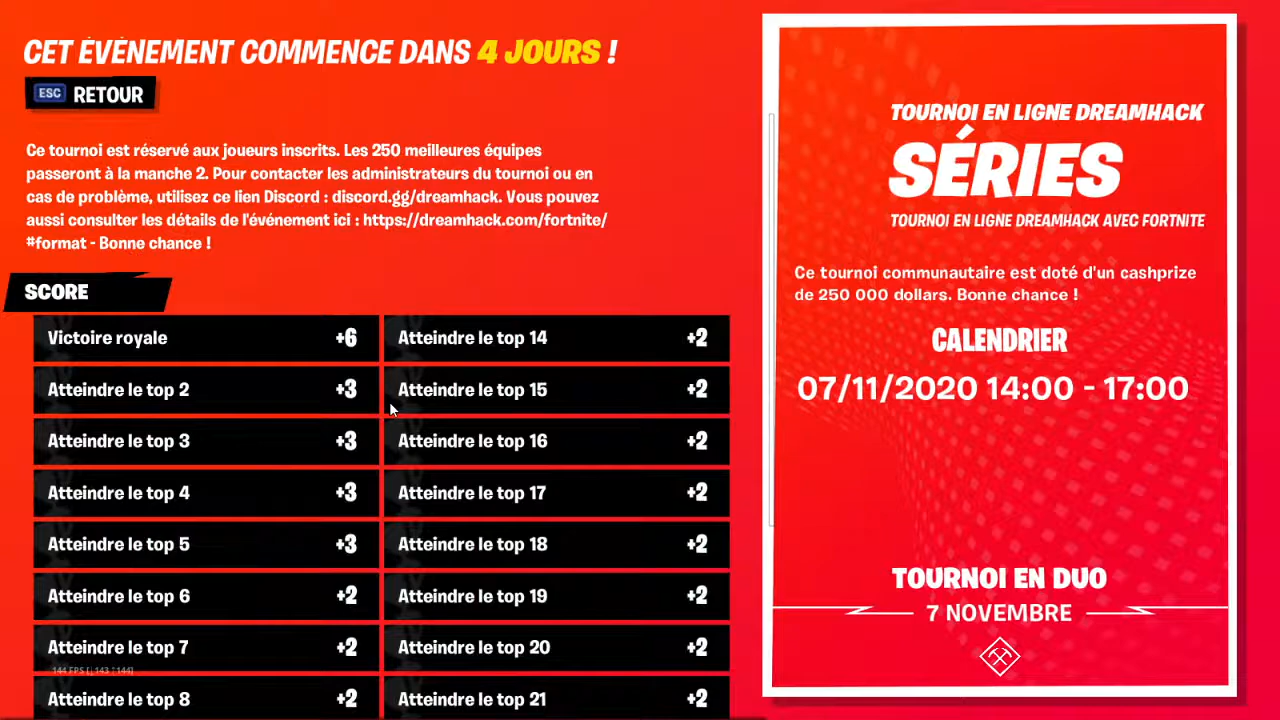 CET ÉVÉNEMENT COMMENCE DANS 4 JOURS !
ESC RETOUR
Ce tournoi est réservé aux joueurs inscrits. Les 250 meilleures équipes
passeront à la manche 2. Pour contacter les administrateurs du tournoi ou en
cas de problème, utilisez ce lien Discord : discord.gg/dreamhack. Vous pouvez
aussi consulter les détails de l'événement ici : https://dreamhack.com/fortnite/
#format - Bonne chance !
SCORE
Victoire royale +6
Atteindre le top 2 +3
Atteindre le top 3 +3
Atteindre le top 4 +3
Atteindre le top 5 +3
Atteindre le top 6 +2
Atteindre le top 7 +2
144 FPS [↓143 ↑144]
Atteindre le top 8 +2
Atteindre le top 14 +2
Atteindre le top 15 +2
Atteindre le top 16 +2
Atteindre le top 17 +2
Atteindre le top 18 +2
Atteindre le top 19 +2
Atteindre le top 20 +2
Atteindre le top 21 +2
TOURNOI EN LIGNE DREAMHACK
SÉRIES
TOURNOI EN LIGNE DREAMHACK AVEC FORTNITE
Ce tournoi communautaire est doté d'un cashprize
de 250 000 dollars. Bonne chance !
CALENDRIER
07/11/2020 14:00 - 17:00
TOURNOI EN DUO
7 NOVEMBRE